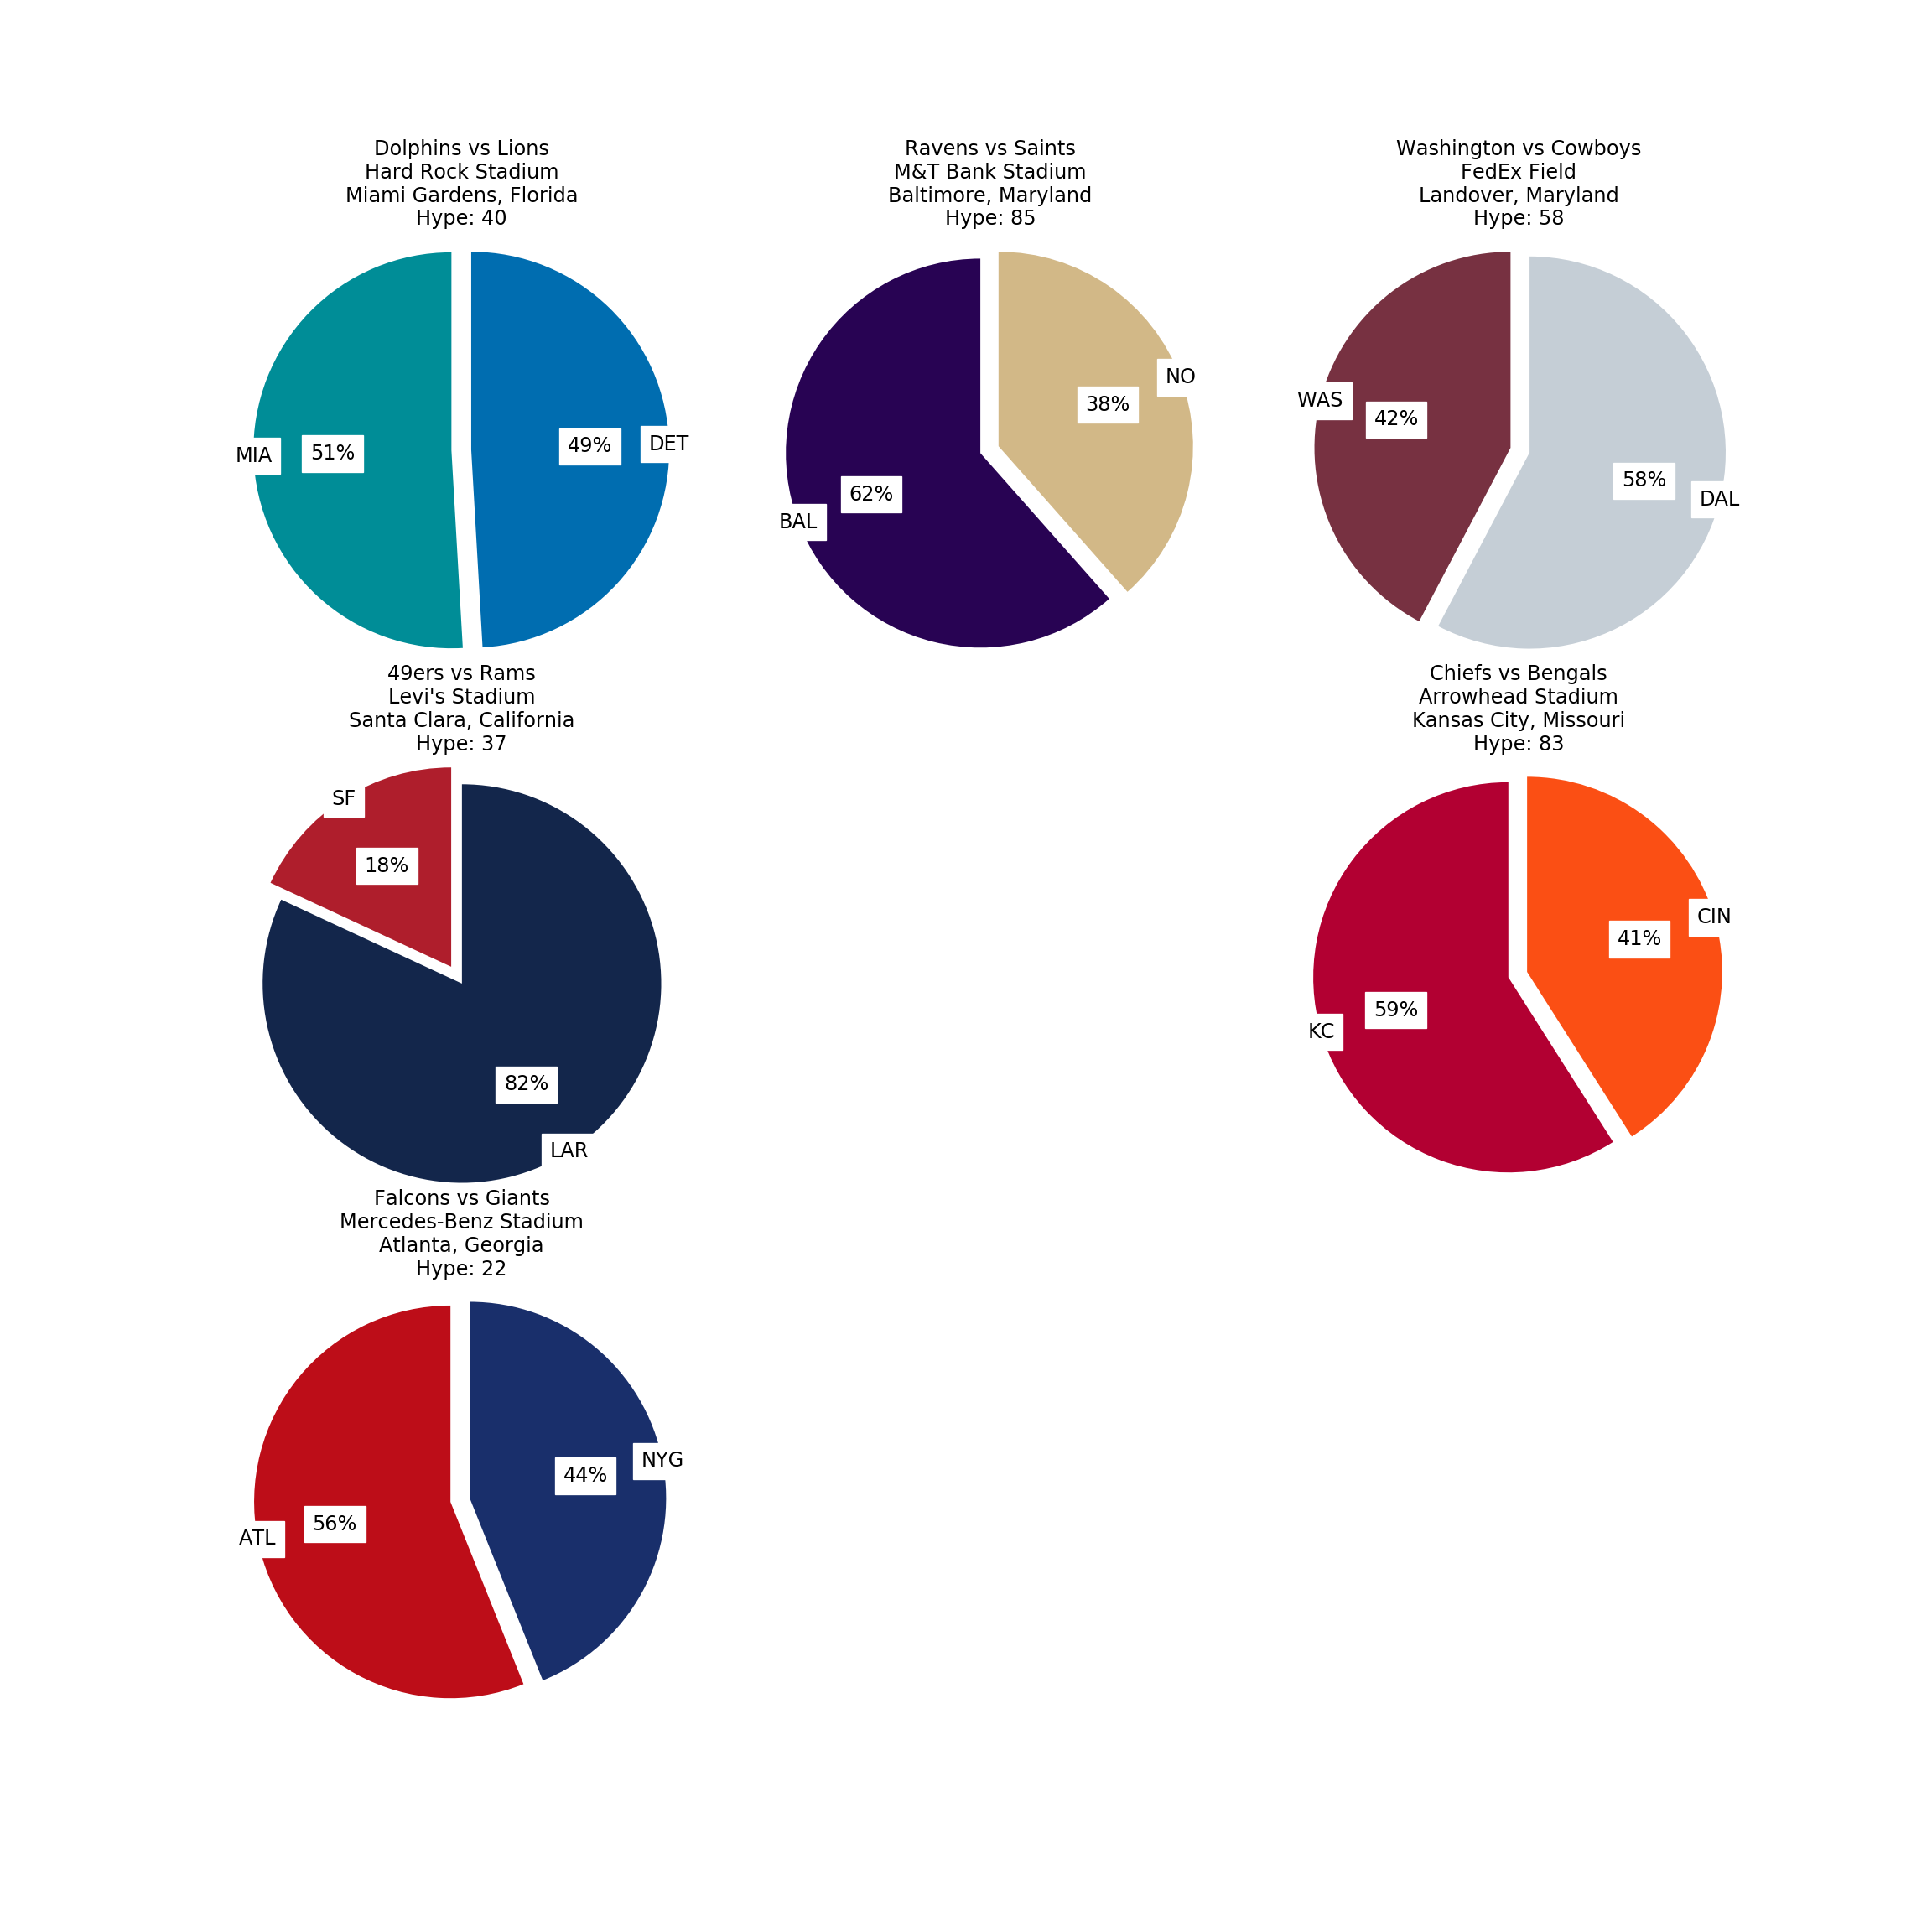 Dolphins vs Lions
Hard Rock Stadium
Miami Gardens, Florida
Hype: 40
MIA
51%
49%
DET
Ravens vs Saints
M&T Bank Stadium
Baltimore, Maryland
Hype: 85
NO
38%
62%
BAL
Washington vs Cowboys
FedEx Field
Landover, Maryland
Hype: 58
WAS
42%
58%
DAL
49ers vs Rams
Levi's Stadium
Santa Clara, California
Hype: 37
SF
18%
82%
LAR
Chiefs vs Bengals
Arrowhead Stadium
Kansas City, Missouri
Hype: 83
CIN
41%
59%
KC
Falcons vs Giants
Mercedes-Benz Stadium
Atlanta, Georgia
Hype: 22
NYG
44%
56%
ATL